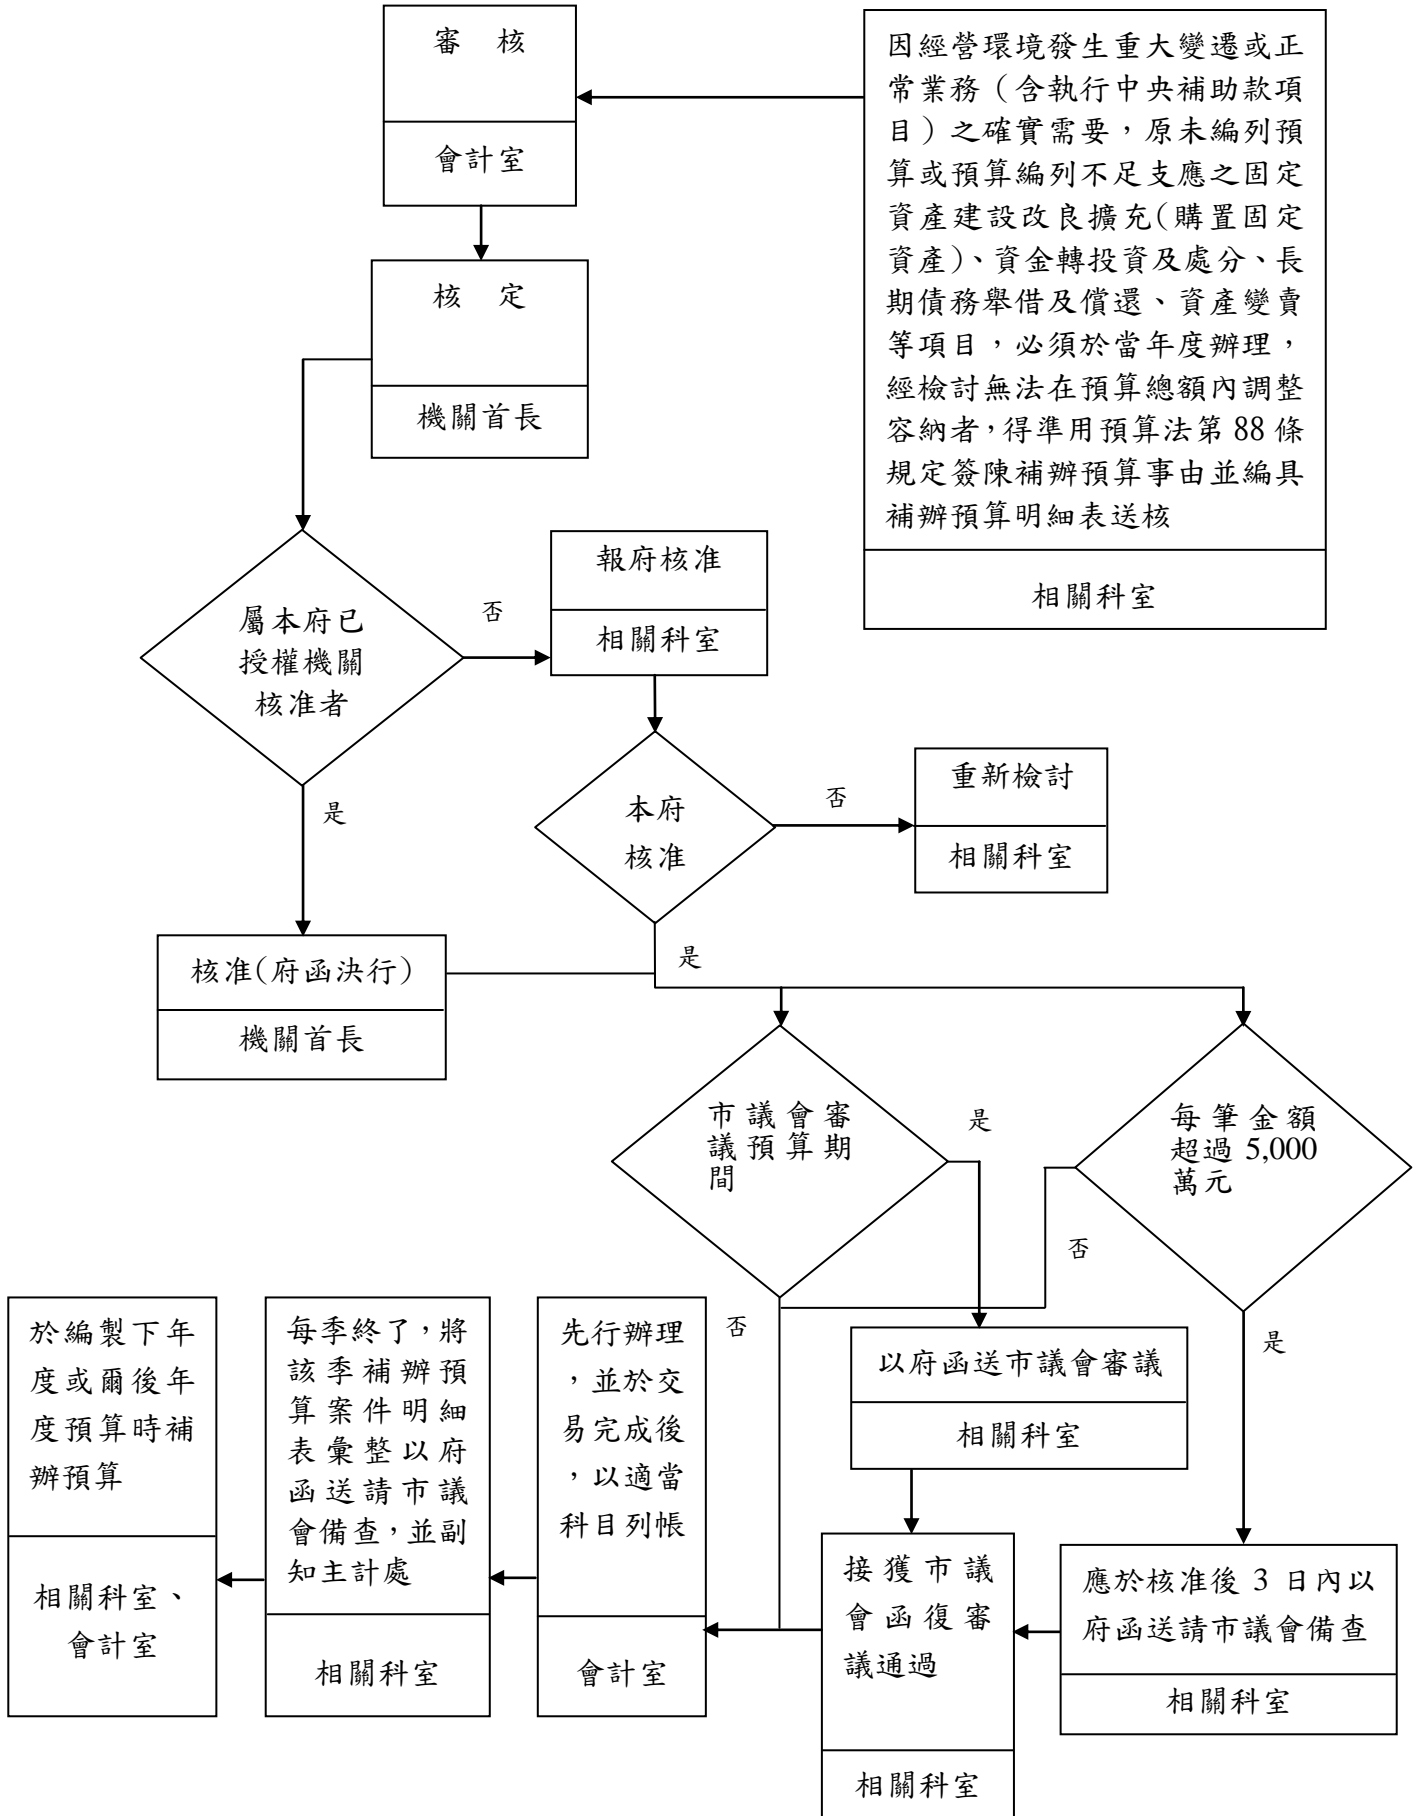 審　核
會計室
因經營環境發生重大變遷或正
常業務（含執行中央補助款項
目）之確實需要，原未編列預
算或預算編列不足支應之固定
資產建設改良擴充(購置固定
資產)、資金轉投資及處分、長
期債務舉借及償還、資產變賣
等項目，必須於當年度辦理，
經檢討無法在預算總額內調整
容納者，得準用預算法第 88 條
規定簽陳補辦預算事由並編具
補辦預算明細表送核
相關科室
核　定
機關首長
屬本府已
授權機關
核准者
否
是
報府核准
相關科室
本府
核准
否
是
重新檢討
相關科室
核准(府函決行)
機關首長
市議會審
議預算期
間
是
否
每筆金額
超過 5,000
萬元
否
是
以府函送市議會審議
相關科室
應於核准後 3 日內以
府函送請市議會備查
相關科室
接獲市議
會函復審
議通過
相關科室
先行辦理
，並於交
易完成後
，以適當
科目列帳
會計室
每季終了，將
該季補辦預
算案件明細
表彙整以府
函送請市議
會備查，並副
知主計處
相關科室
於編製下年
度或爾後年
度預算時補
辦預算
相關科室、
會計室